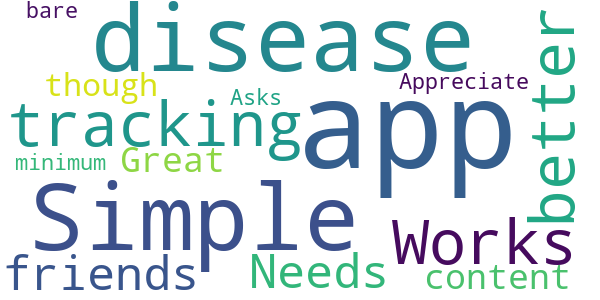 bare
disease
though
Appreciate
better
Asks
tracking
app
minimum
Great
Simple
Works
friends
Needs
content